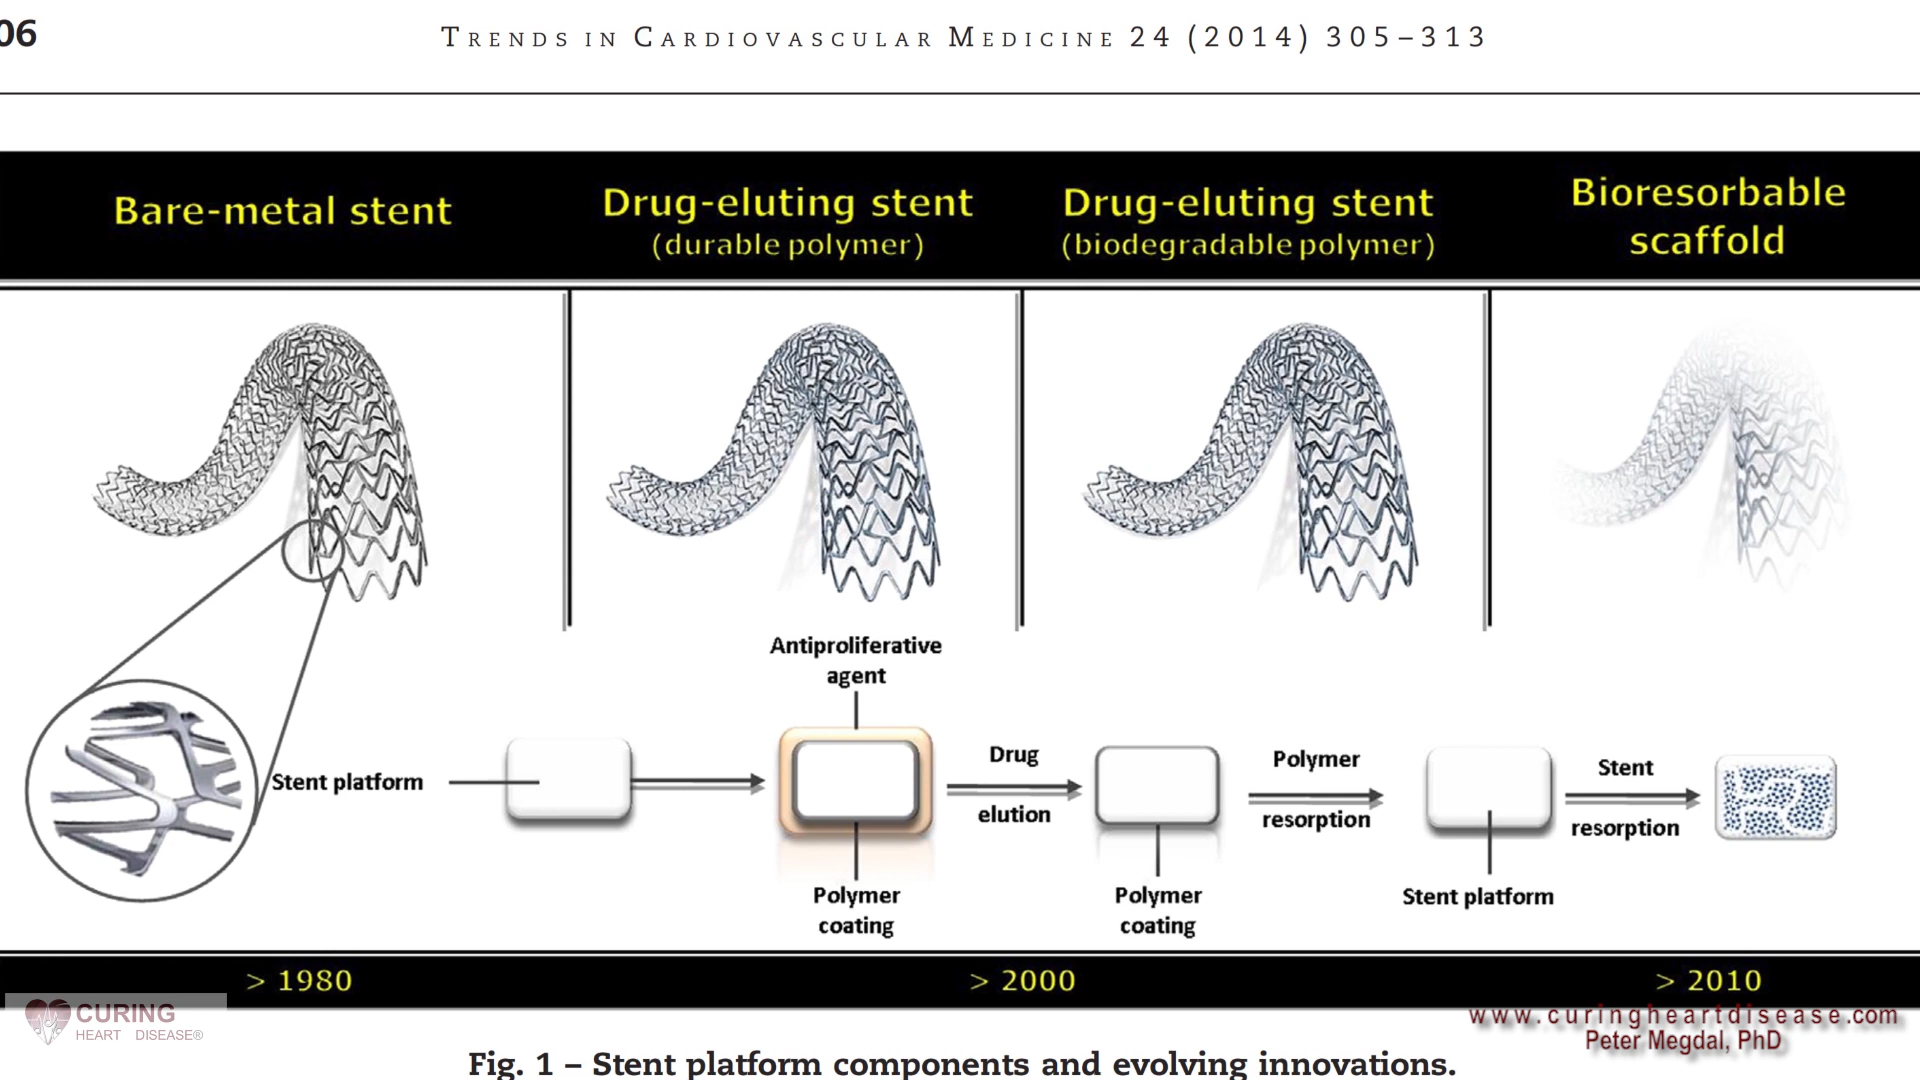 06
Trends in Cardiovascular Medicine 24 (2014) 305–313
Bare-metal stent
Drug-eluting stent
(durable polymer)
Drug-eluting stent
(biodegradable polymer)
Bioresorbable
scaffold
Antiproliferative
agent
Stent platform
Polymer
coating
Drug
elution
Polymer
coating
Polymer
resorption
Stent platform
Stent
resorption
> 1980
> 2000
> 2010
CURING
HEART DISEASE®
www.curingheartdisease.com
Peter Megdal, PhD
Fig. 1 – Stent platform components and evolving innovations.